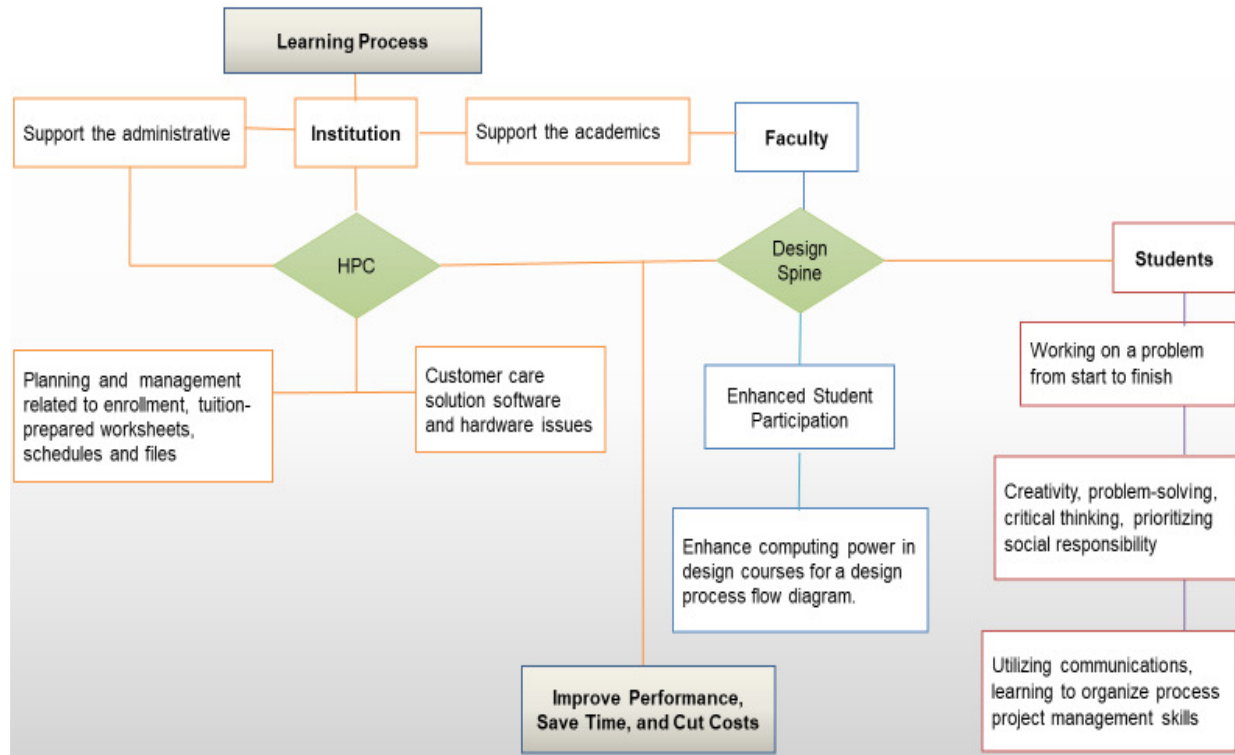 Learning Process
Support the administrative
Institution
Support the academics
Faculty
HPC
Design
Spine
Students
Planning and management
related to enrollment, tuition-
prepared worksheets,
schedules and files
Customer care
solution software
and hardware issues
Enhanced Student
Participation
Working on a problem
from start to finish
Enhance computing power in
design courses for a design
process flow diagram.
Creativity, problem-solving,
critical thinking, prioritizing
social responsibility
Improve Performance,
Save Time, and Cut Costs
Utilizing communications,
learning to organize process
project management skills